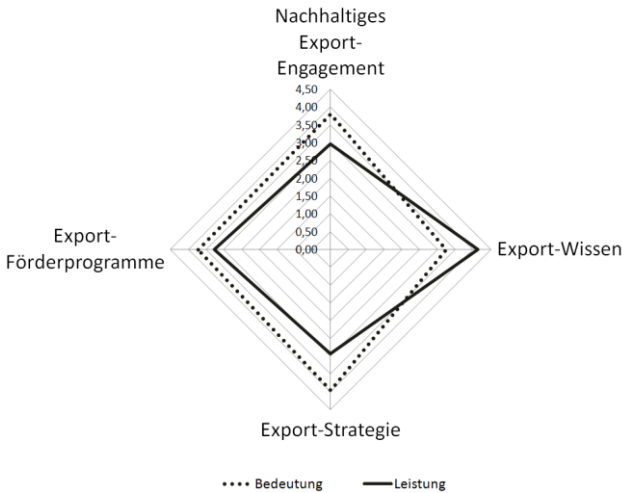 Nachhaltiges
Export-
Engagement
4,50
4,00
3,50
3,00
2,50
2,00
1,50
1,00
0,50
0,00
Export-
Förderprogramme
Export-Wissen
Export-Strategie
Bedeutung
Leistung